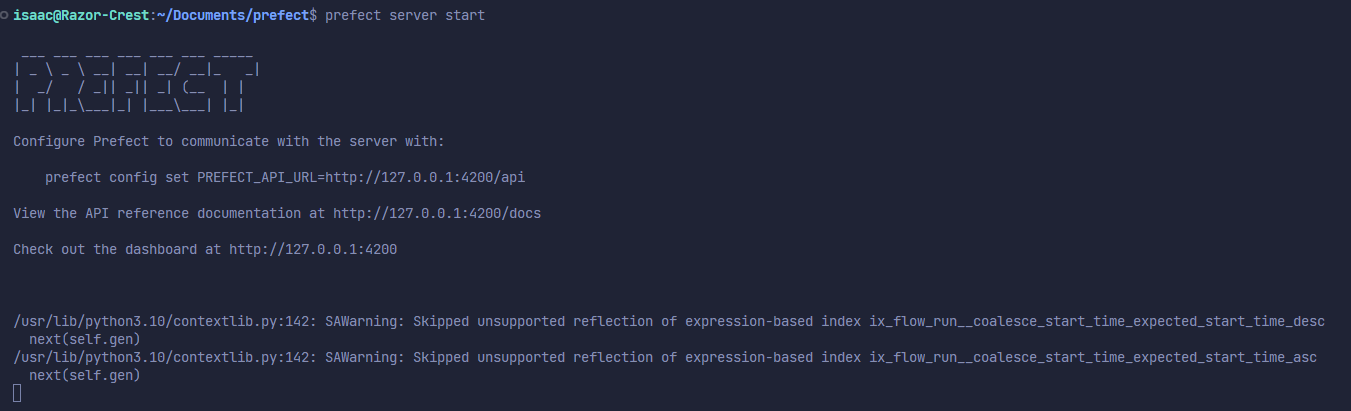 isaac@Razor-Crest:~/Documents/prefect$ prefect server start
 ___ ___ ___ ___ ___ ___ _____
| _ \ _ \ __| __| __/ __|_   _|
|  _/   / _|| _|| _| (__  | |
|_| |_|_\___|_| |___\___| |_|
Configure Prefect to communicate with the server with:
    prefect config set PREFECT_API_URL=http://127.0.0.1:4200/api
View the API reference documentation at http://127.0.0.1:4200/docs
Check out the dashboard at http://127.0.0.1:4200
/usr/lib/python3.10/contextlib.py:142: SAWarning: Skipped unsupported reflection of expression-based index ix_flow_run__coalesce_start_time_expected_start_time_desc
  next(self.gen)
/usr/lib/python3.10/contextlib.py:142: SAWarning: Skipped unsupported reflection of expression-based index ix_flow_run__coalesce_start_time_expected_start_time_asc
  next(self.gen)